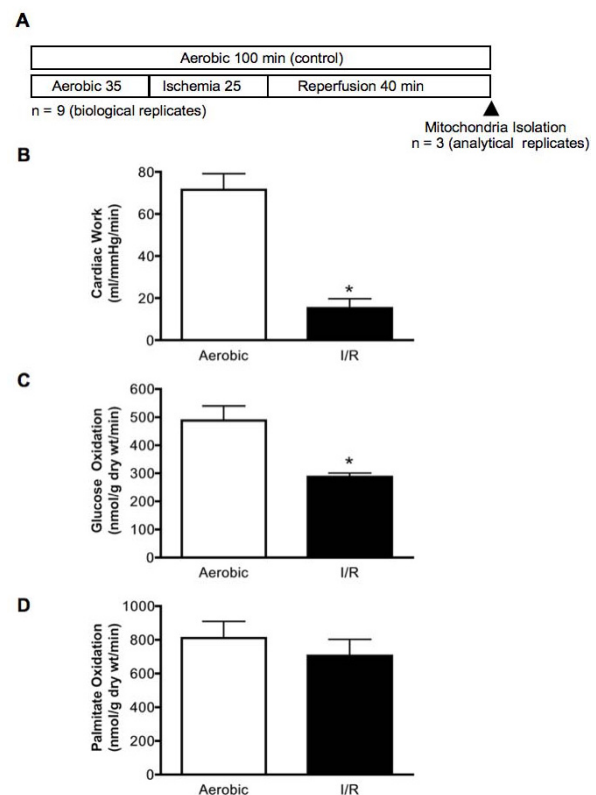 A
Aerobic 100 min (control)
Aerobic 35
Ischemia 25
Reperfusion 40 min
n = 9 (biological replicates)
Mitochondria Isolation
n = 3 (analytical replicates)
B
Cardiac Work
(ml/mmHg/min)
80
60
40
20
0
*
Aerobic
I/R
C
Glucose Oxidation
(nmol/g dry wt/min)
600
500
400
300
200
100
0
*
Aerobic
I/R
D
Palmitate Oxidation
(nmol/g dry wt/min)
1000
800
600
400
200
0
Aerobic
I/R